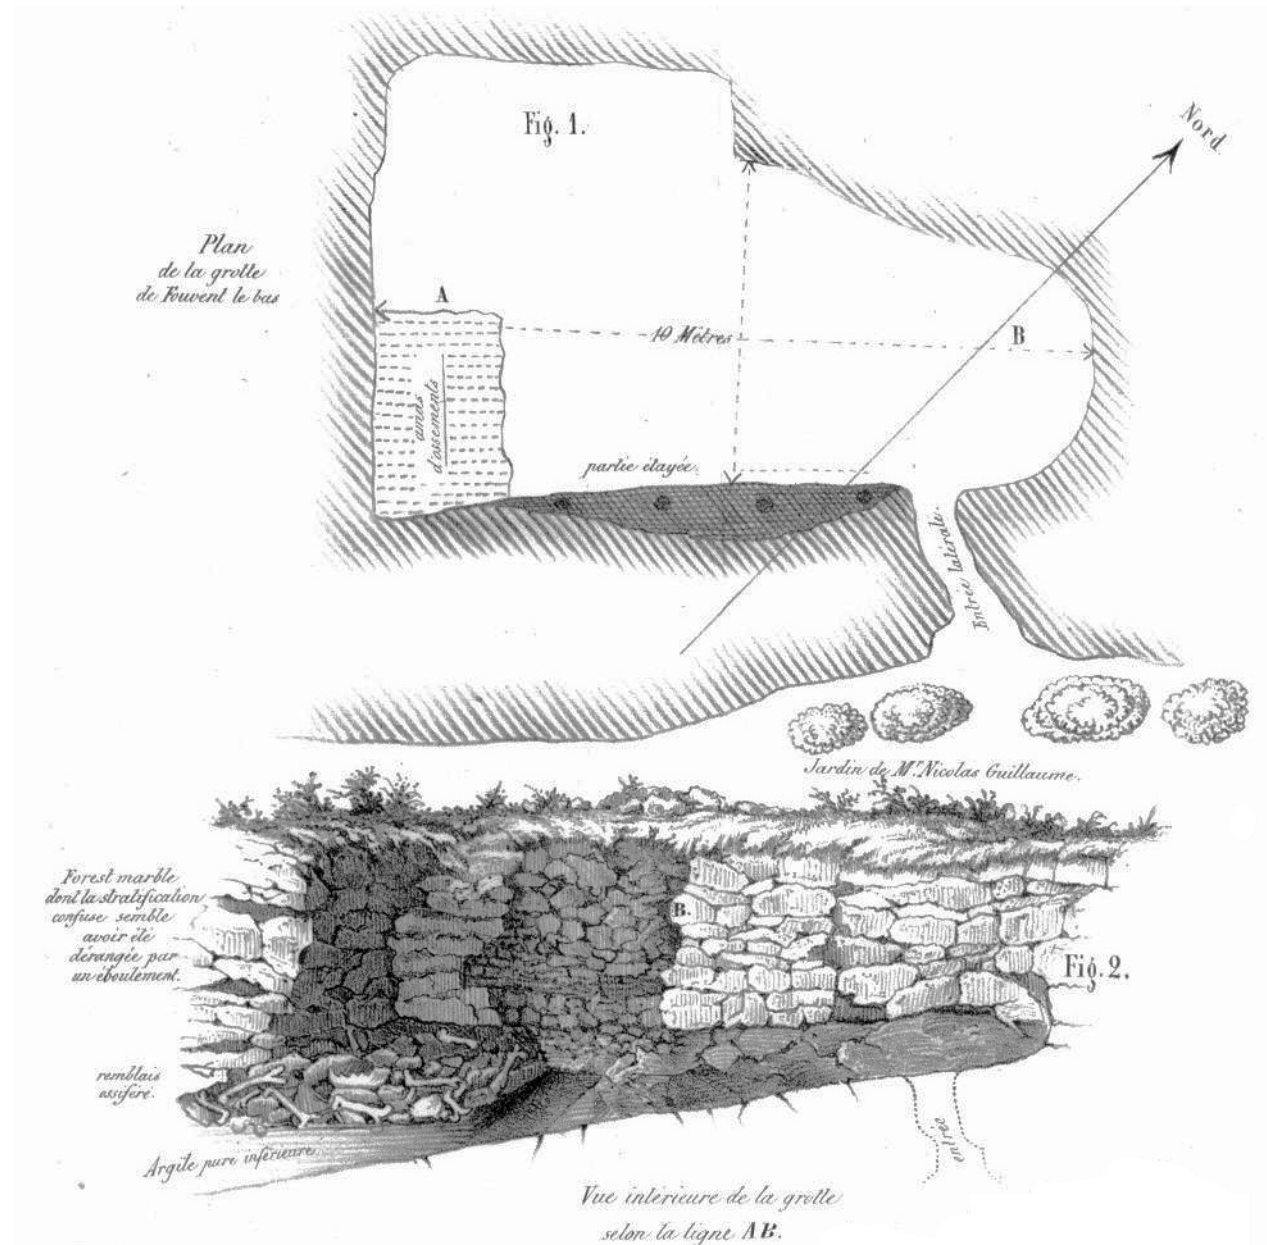 Fig. 1.
Nord.
Plan
de la grotte
de Fouvent le bas
A
10 Mètres
B
amas
d'ossements
partie étayée.
Entrée latérale.
Jardin de Mr. Nicolas Guillaume.
Forest marble
dont la stratification
confuse semble
avoir été
dérangée par
un éboulement.
B.
Fig. 2.
remblais
ossiféré.
Argile pure inférieure.
entrée
Vue intérieure de la grotte
selon la ligne AB.